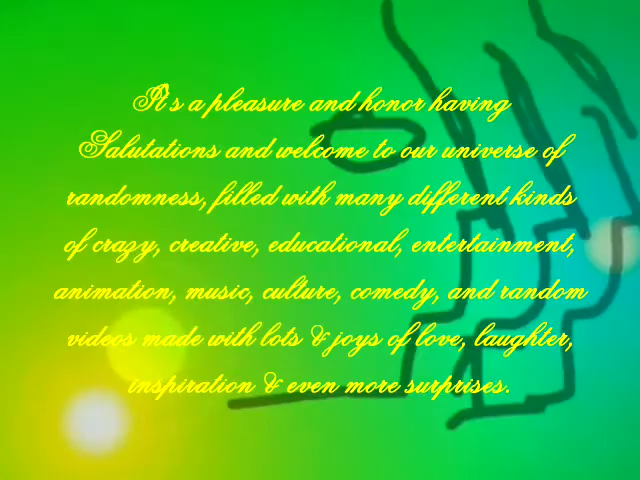 It's a pleasure and honor having
Salutations and welcome to our universe of
randomness, filled with many different kinds
of crazy, creative, educational, entertainment,
animation, music, culture, comedy, and random
videos made with lots & joys of love, laughter,
inspiration & even more surprises.